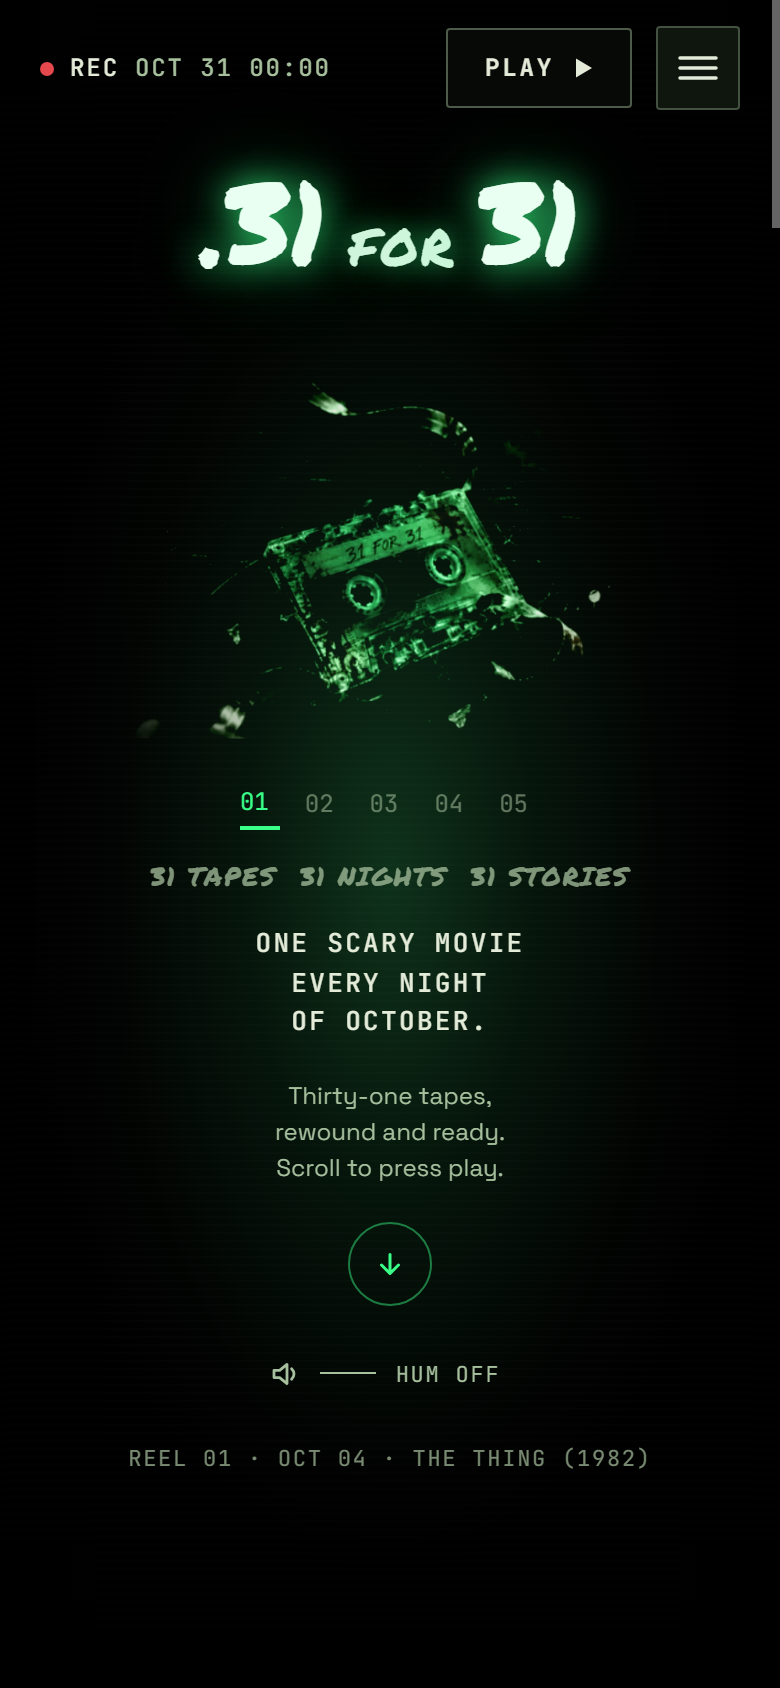 REC OCT 31 00:00
PLAY
.31 FOR 31
31 FOR 31
01 02 03 04 05
31 TAPES 31 NIGHTS 31 STORIES
ONE SCARY MOVIE
EVERY NIGHT
OF OCTOBER.
Thirty-one tapes,
rewound and ready.
Scroll to press play.
HUM OFF
REEL 01 · OCT 04 · THE THING (1982)